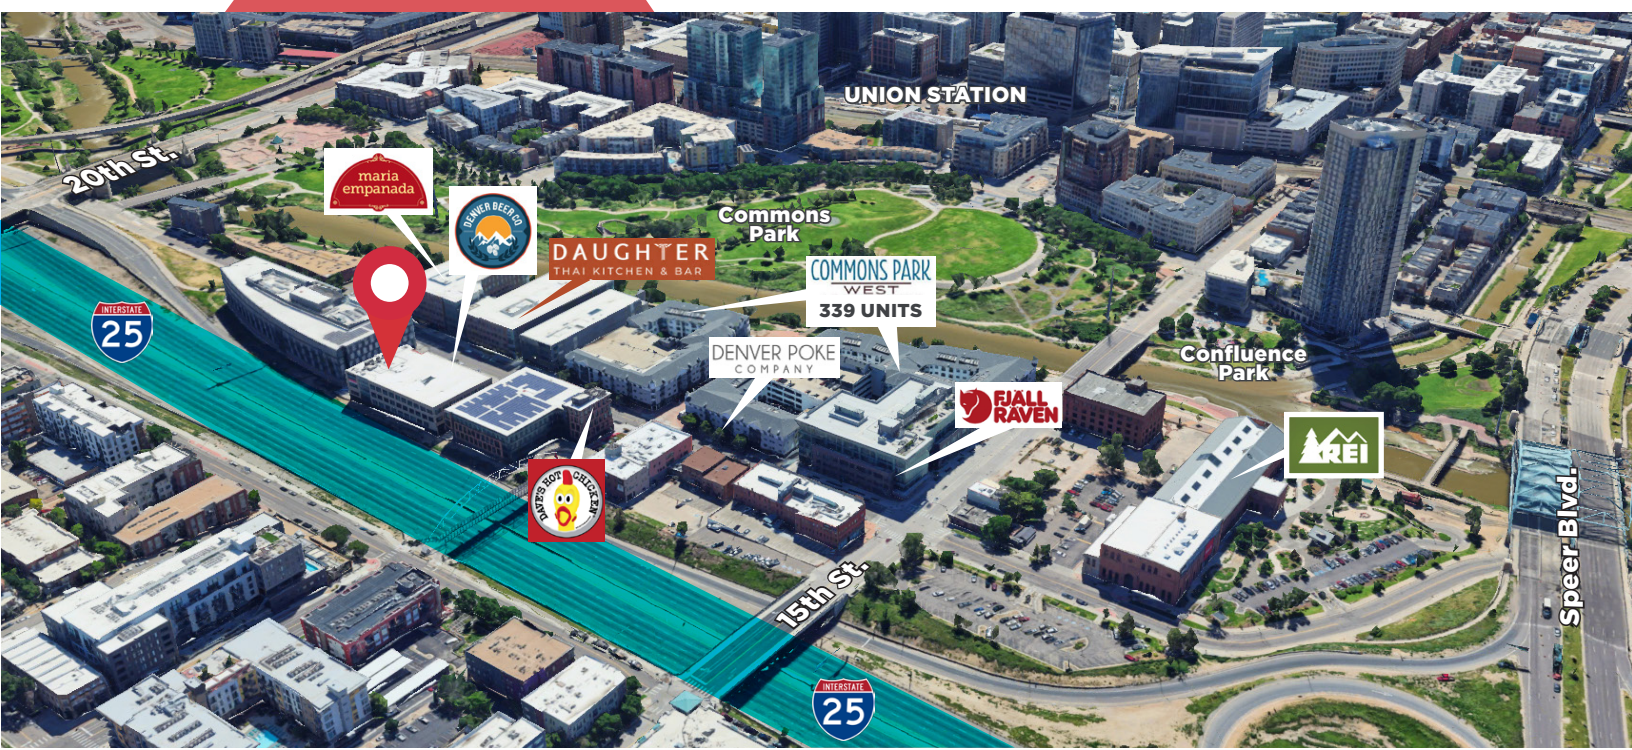 UNION STATION
20th St.
maria
empanada
DENVER BEER CO
DAUGHTER
THAI KITCHEN & BAR
Commons
Park
COMMONS PARK
WEST
339 UNITS
INTERSTATE
25
DENVER POKE
COMPANY
Confluence
Park
FJÄLL
RÄVEN
REI
DAVE'S HOT CHICKEN
Speer Blvd.
15th St.
INTERSTATE
25